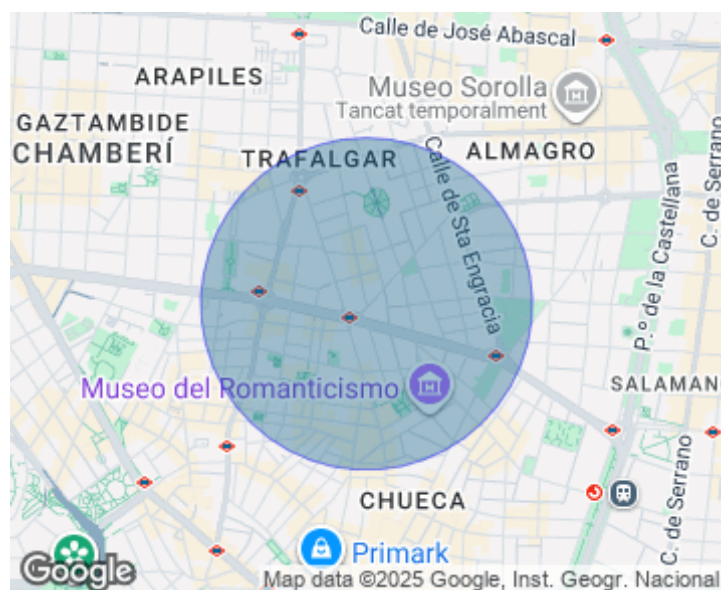 Calle de José Abascal
ARAPILES
Museo Sorolla
Tancat temporalment
GAZTAMBIDE
CHAMBERÍ
TRAFALGAR
ALMAGRO
Calle de Sta Engracia
C. de Serrano
P.º de la Castellana
Museo del Romanticismo
SALAMAN
CHUECA
C. de Serrano
Primark
Google
Map data ©2025 Google, Inst. Geogr. Nacional